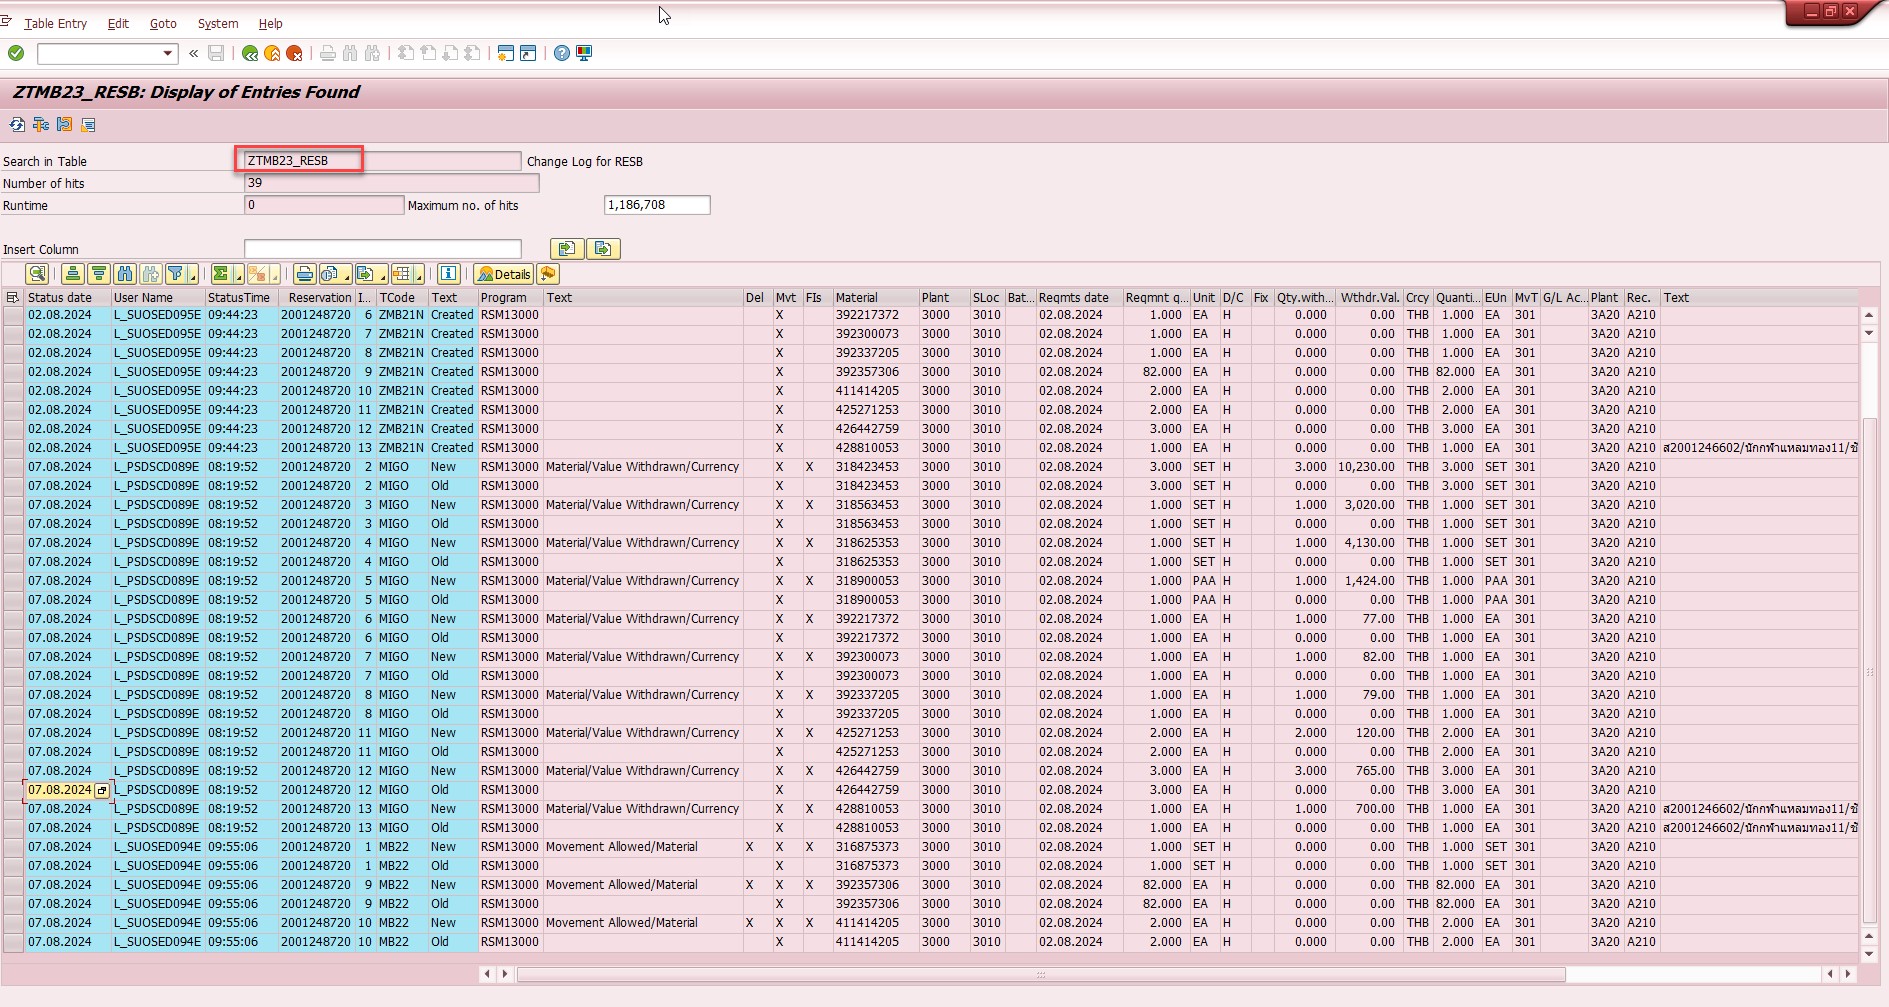 Table Entry Edit Goto System Help
ZTMB23_RESB: Display of Entries Found
Search in Table ZTMB23_RESB Change Log for RESB
Number of hits 39
Runtime 0 Maximum no. of hits 1,186,708
Insert Column
Details
Status date User Name StatusTime Reservation I... TCode Text Program Text Del Mvt FIs Material Plant SLoc Bat... Reqmts date Reqmnt q... Unit D/C Fix Qty.with... Wthdr.Val. Crcy Quanti... EUn MvT G/L Ac... Plant Rec. Text
02.08.2024 L_SUOSED095E 09:44:23 2001248720 6 ZMB21N Created RSM13000 X 392217372 3000 3010 02.08.2024 1.000 EA H 0.000 0.00 THB 1.000 EA 301 3A20 A210
02.08.2024 L_SUOSED095E 09:44:23 2001248720 7 ZMB21N Created RSM13000 X 392300073 3000 3010 02.08.2024 1.000 EA H 0.000 0.00 THB 1.000 EA 301 3A20 A210
02.08.2024 L_SUOSED095E 09:44:23 2001248720 8 ZMB21N Created RSM13000 X 392337205 3000 3010 02.08.2024 1.000 EA H 0.000 0.00 THB 1.000 EA 301 3A20 A210
02.08.2024 L_SUOSED095E 09:44:23 2001248720 9 ZMB21N Created RSM13000 X 392357306 3000 3010 02.08.2024 82.000 EA H 0.000 0.00 THB 82.000 EA 301 3A20 A210
02.08.2024 L_SUOSED095E 09:44:23 2001248720 10 ZMB21N Created RSM13000 X 411414205 3000 3010 02.08.2024 2.000 EA H 0.000 0.00 THB 2.000 EA 301 3A20 A210
02.08.2024 L_SUOSED095E 09:44:23 2001248720 11 ZMB21N Created RSM13000 X 425271253 3000 3010 02.08.2024 2.000 EA H 0.000 0.00 THB 2.000 EA 301 3A20 A210
02.08.2024 L_SUOSED095E 09:44:23 2001248720 12 ZMB21N Created RSM13000 X 426442759 3000 3010 02.08.2024 3.000 EA H 0.000 0.00 THB 3.000 EA 301 3A20 A210
02.08.2024 L_SUOSED095E 09:44:23 2001248720 13 ZMB21N Created RSM13000 X 428810053 3000 3010 02.08.2024 1.000 EA H 0.000 0.00 THB 1.000 EA 301 3A20 A210 ส2001246602/นักกฬาแหลมทอง11/ซั
07.08.2024 L_PSDSCD089E 08:19:52 2001248720 2 MIGO New RSM13000 Material/Value Withdrawn/Currency X X 318423453 3000 3010 02.08.2024 3.000 SET H 3.000 10,230.00 THB 3.000 SET 301 3A20 A210
07.08.2024 L_PSDSCD089E 08:19:52 2001248720 2 MIGO Old RSM13000 X 318423453 3000 3010 02.08.2024 3.000 SET H 0.000 0.00 THB 3.000 SET 301 3A20 A210
07.08.2024 L_PSDSCD089E 08:19:52 2001248720 3 MIGO New RSM13000 Material/Value Withdrawn/Currency X X 318563453 3000 3010 02.08.2024 1.000 SET H 1.000 3,020.00 THB 1.000 SET 301 3A20 A210
07.08.2024 L_PSDSCD089E 08:19:52 2001248720 3 MIGO Old RSM13000 X 318563453 3000 3010 02.08.2024 1.000 SET H 0.000 0.00 THB 1.000 SET 301 3A20 A210
07.08.2024 L_PSDSCD089E 08:19:52 2001248720 4 MIGO New RSM13000 Material/Value Withdrawn/Currency X X 318625353 3000 3010 02.08.2024 1.000 SET H 1.000 4,130.00 THB 1.000 SET 301 3A20 A210
07.08.2024 L_PSDSCD089E 08:19:52 2001248720 4 MIGO Old RSM13000 X 318625353 3000 3010 02.08.2024 1.000 SET H 0.000 0.00 THB 1.000 SET 301 3A20 A210
07.08.2024 L_PSDSCD089E 08:19:52 2001248720 5 MIGO New RSM13000 Material/Value Withdrawn/Currency X X 318900053 3000 3010 02.08.2024 1.000 PAA H 1.000 1,424.00 THB 1.000 PAA 301 3A20 A210
07.08.2024 L_PSDSCD089E 08:19:52 2001248720 5 MIGO Old RSM13000 X 318900053 3000 3010 02.08.2024 1.000 PAA H 0.000 0.00 THB 1.000 PAA 301 3A20 A210
07.08.2024 L_PSDSCD089E 08:19:52 2001248720 6 MIGO New RSM13000 Material/Value Withdrawn/Currency X X 392217372 3000 3010 02.08.2024 1.000 EA H 1.000 77.00 THB 1.000 EA 301 3A20 A210
07.08.2024 L_PSDSCD089E 08:19:52 2001248720 6 MIGO Old RSM13000 X 392217372 3000 3010 02.08.2024 1.000 EA H 0.000 0.00 THB 1.000 EA 301 3A20 A210
07.08.2024 L_PSDSCD089E 08:19:52 2001248720 7 MIGO New RSM13000 Material/Value Withdrawn/Currency X X 392300073 3000 3010 02.08.2024 1.000 EA H 1.000 82.00 THB 1.000 EA 301 3A20 A210
07.08.2024 L_PSDSCD089E 08:19:52 2001248720 7 MIGO Old RSM13000 X 392300073 3000 3010 02.08.2024 1.000 EA H 0.000 0.00 THB 1.000 EA 301 3A20 A210
07.08.2024 L_PSDSCD089E 08:19:52 2001248720 8 MIGO New RSM13000 Material/Value Withdrawn/Currency X X 392337205 3000 3010 02.08.2024 1.000 EA H 1.000 79.00 THB 1.000 EA 301 3A20 A210
07.08.2024 L_PSDSCD089E 08:19:52 2001248720 8 MIGO Old RSM13000 X 392337205 3000 3010 02.08.2024 1.000 EA H 0.000 0.00 THB 1.000 EA 301 3A20 A210
07.08.2024 L_PSDSCD089E 08:19:52 2001248720 11 MIGO New RSM13000 Material/Value Withdrawn/Currency X X 425271253 3000 3010 02.08.2024 2.000 EA H 2.000 120.00 THB 2.000 EA 301 3A20 A210
07.08.2024 L_PSDSCD089E 08:19:52 2001248720 11 MIGO Old RSM13000 X 425271253 3000 3010 02.08.2024 2.000 EA H 0.000 0.00 THB 2.000 EA 301 3A20 A210
07.08.2024 L_PSDSCD089E 08:19:52 2001248720 12 MIGO New RSM13000 Material/Value Withdrawn/Currency X X 426442759 3000 3010 02.08.2024 3.000 EA H 3.000 765.00 THB 3.000 EA 301 3A20 A210
07.08.2024 L_PSDSCD089E 08:19:52 2001248720 12 MIGO Old RSM13000 X 426442759 3000 3010 02.08.2024 3.000 EA H 0.000 0.00 THB 3.000 EA 301 3A20 A210
07.08.2024 L_PSDSCD089E 08:19:52 2001248720 13 MIGO New RSM13000 Material/Value Withdrawn/Currency X X 428810053 3000 3010 02.08.2024 1.000 EA H 1.000 700.00 THB 1.000 EA 301 3A20 A210 ส2001246602/นักกฬาแหลมทอง11/ซั
07.08.2024 L_PSDSCD089E 08:19:52 2001248720 13 MIGO Old RSM13000 X 428810053 3000 3010 02.08.2024 1.000 EA H 0.000 0.00 THB 1.000 EA 301 3A20 A210 ส2001246602/นักกฬาแหลมทอง11/ซั
07.08.2024 L_SUOSED094E 09:55:06 2001248720 1 MB22 New RSM13000 Movement Allowed/Material X X X 316875373 3000 3010 02.08.2024 1.000 SET H 0.000 0.00 THB 1.000 SET 301 3A20 A210
07.08.2024 L_SUOSED094E 09:55:06 2001248720 1 MB22 Old RSM13000 X 316875373 3000 3010 02.08.2024 1.000 SET H 0.000 0.00 THB 1.000 SET 301 3A20 A210
07.08.2024 L_SUOSED094E 09:55:06 2001248720 9 MB22 New RSM13000 Movement Allowed/Material X X X 392357306 3000 3010 02.08.2024 82.000 EA H 0.000 0.00 THB 82.000 EA 301 3A20 A210
07.08.2024 L_SUOSED094E 09:55:06 2001248720 9 MB22 Old RSM13000 X 392357306 3000 3010 02.08.2024 82.000 EA H 0.000 0.00 THB 82.000 EA 301 3A20 A210
07.08.2024 L_SUOSED094E 09:55:06 2001248720 10 MB22 New RSM13000 Movement Allowed/Material X X X 411414205 3000 3010 02.08.2024 2.000 EA H 0.000 0.00 THB 2.000 EA 301 3A20 A210
07.08.2024 L_SUOSED094E 09:55:06 2001248720 10 MB22 Old RSM13000 X 411414205 3000 3010 02.08.2024 2.000 EA H 0.000 0.00 THB 2.000 EA 301 3A20 A210